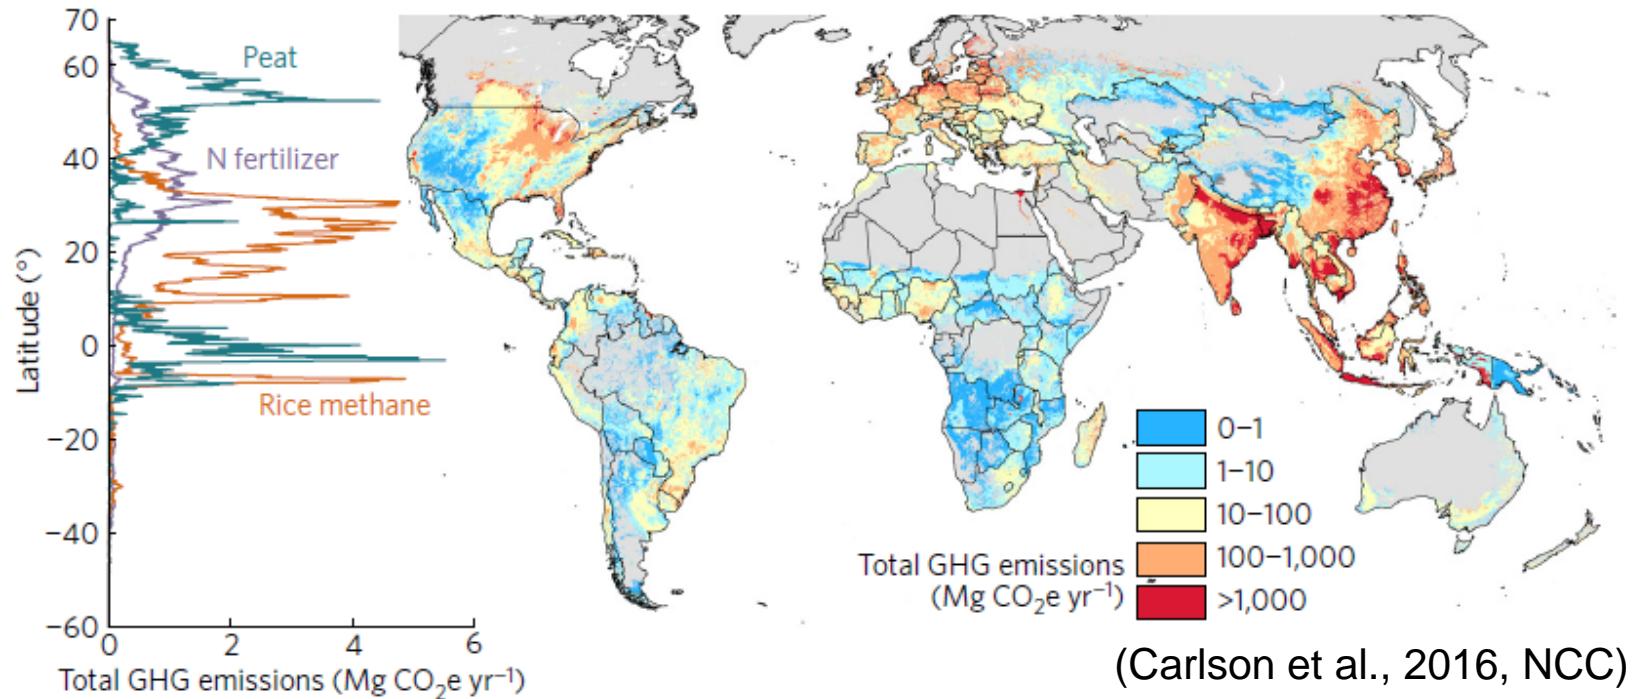 70
60
40
20
0
−20
−40
−60
Latitude (°)
0 2 4 6
Total GHG emissions (Mg CO₂e yr⁻¹)
Peat
N fertilizer
Rice methane
Total GHG emissions
(Mg CO₂e yr⁻¹)
0–1
1–10
10–100
100–1,000
>1,000
(Carlson et al., 2016, NCC)